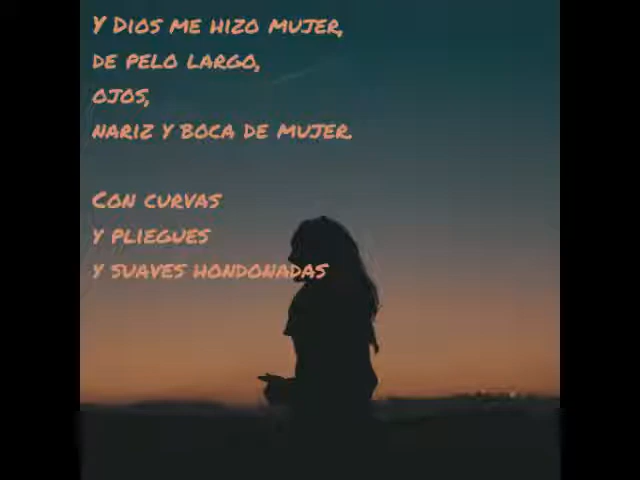 Y Dios me hizo mujer,
de pelo largo,
ojos,
nariz y boca de mujer.
Con curvas
y pliegues
y suaves hondonadas